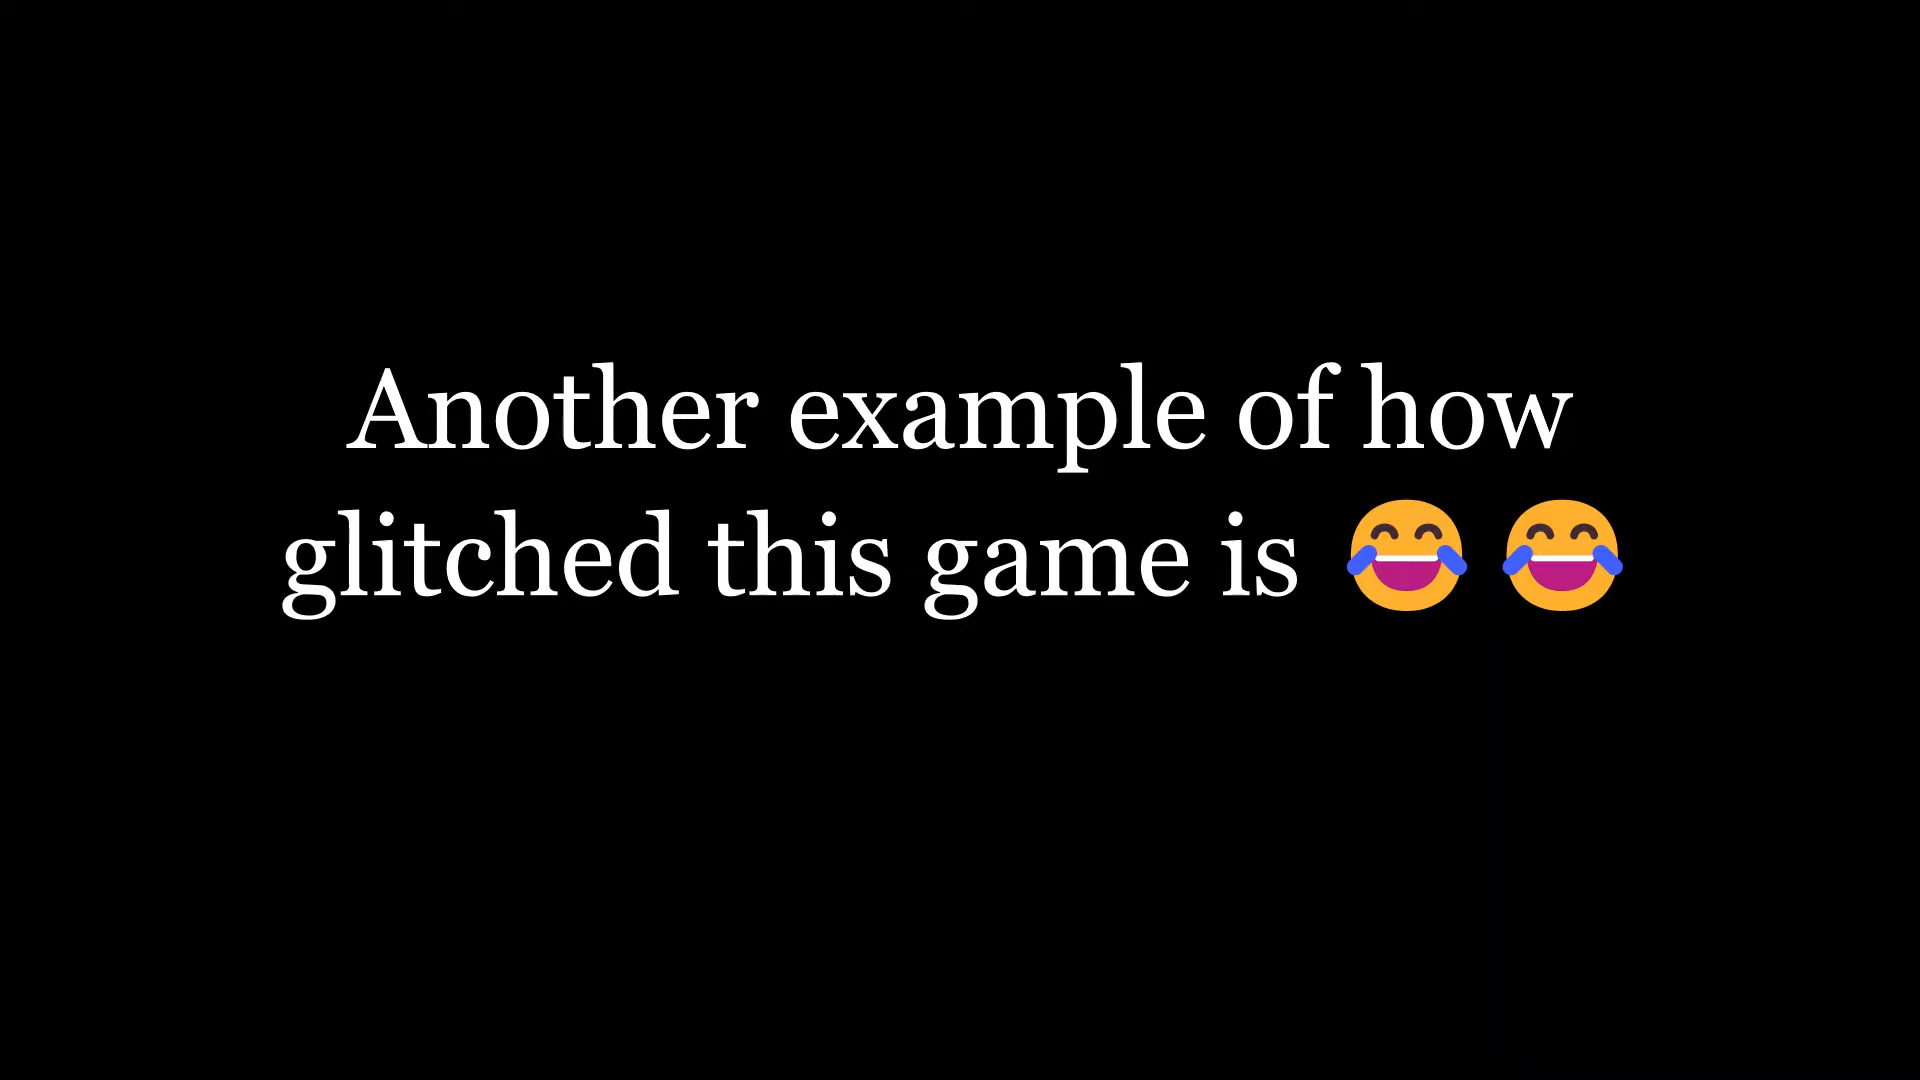 Another example of how
glitched this game is 😂 😂